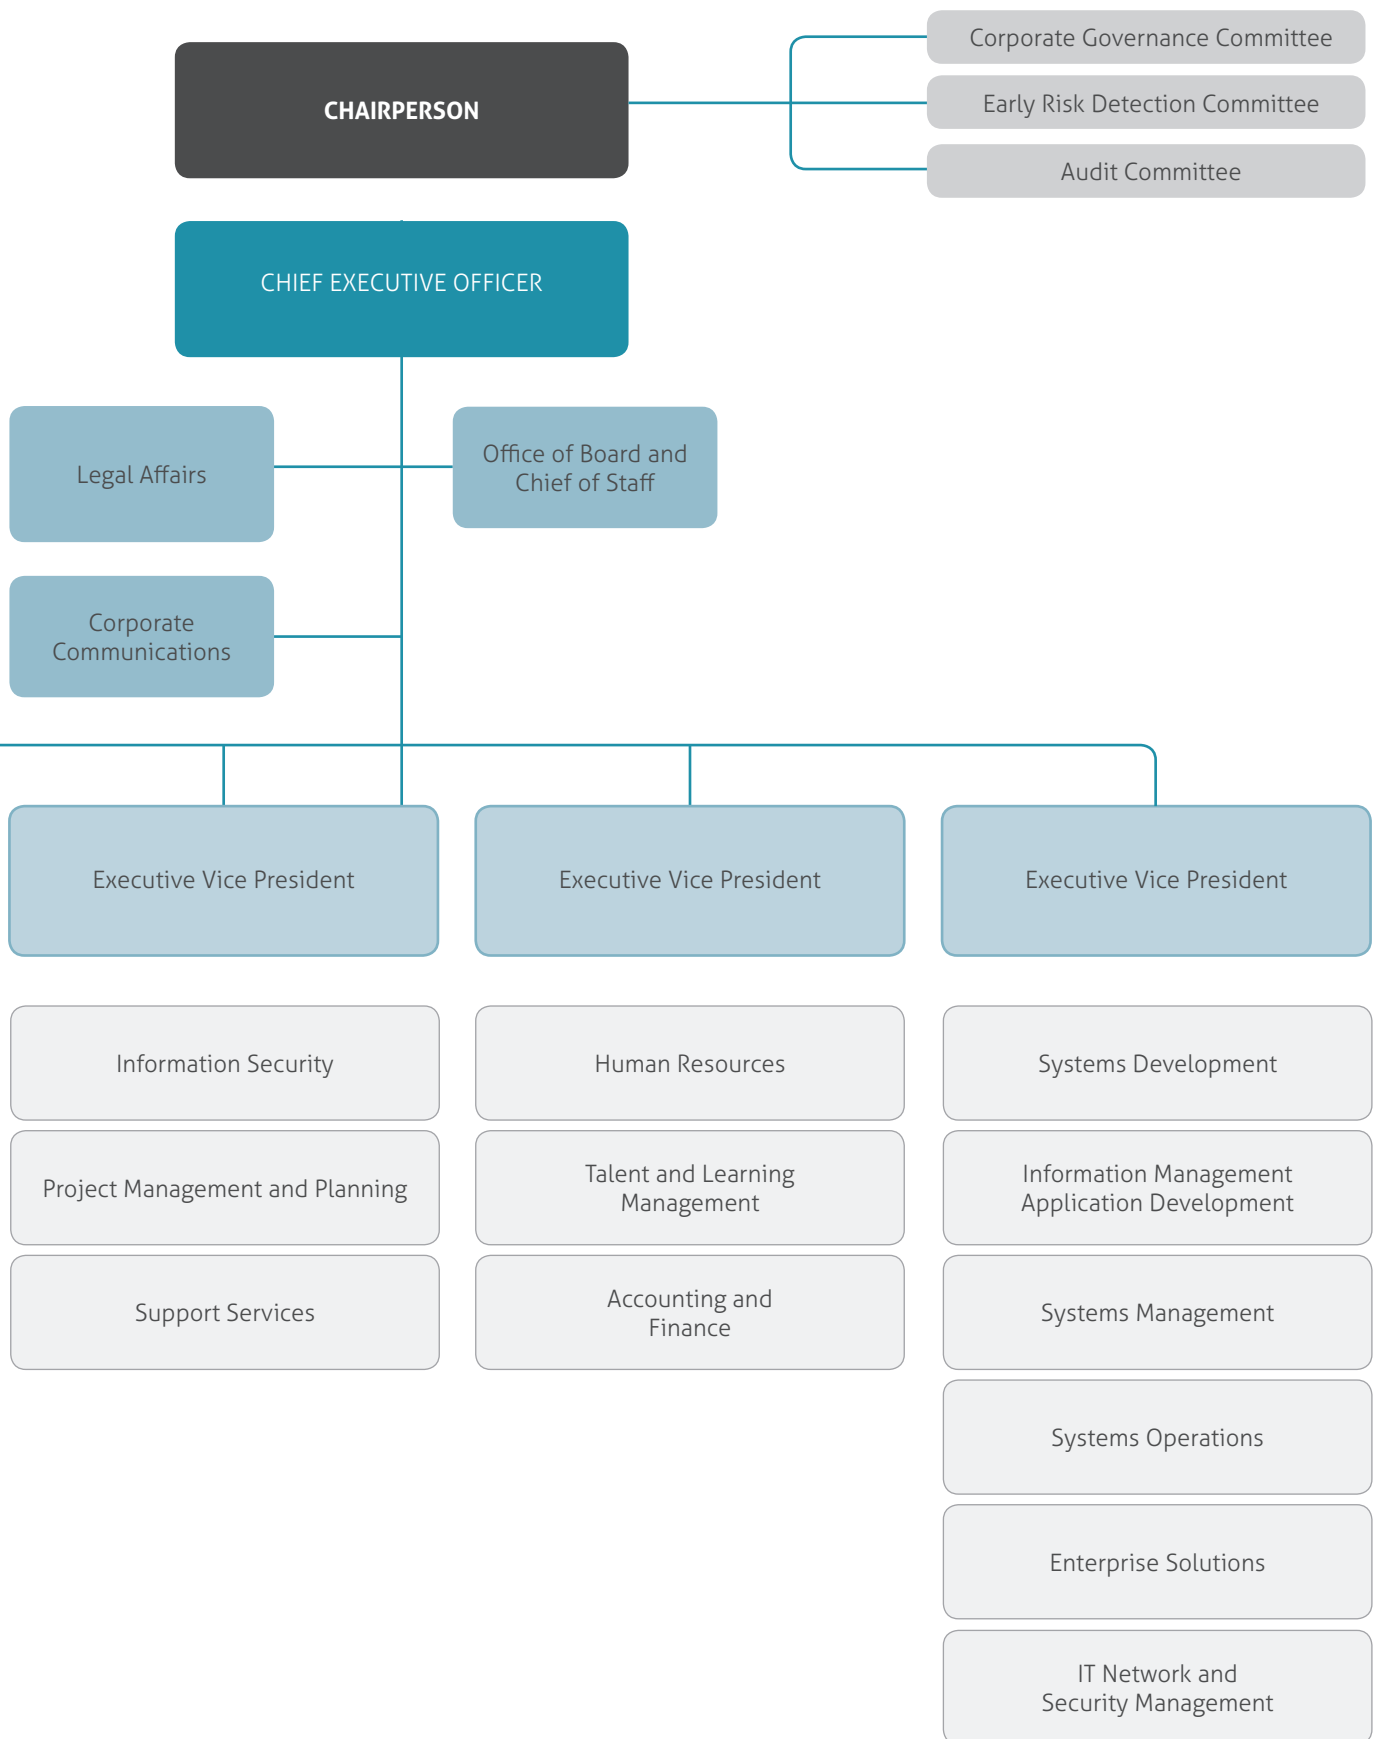 CHAIRPERSON
Corporate Governance Committee
Early Risk Detection Committee
Audit Committee
CHIEF EXECUTIVE OFFICER
Legal Affairs
Office of Board and
Chief of Staff
Corporate
Communications
Executive Vice President
Executive Vice President
Executive Vice President
Information Security
Project Management and Planning
Support Services
Human Resources
Talent and Learning
Management
Accounting and
Finance
Systems Development
Information Management
Application Development
Systems Management
Systems Operations
Enterprise Solutions
IT Network and
Security Management